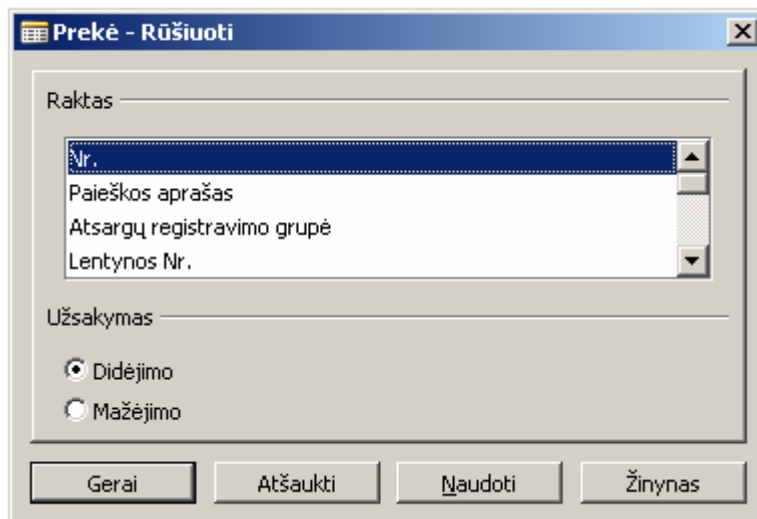 Prekė - Rūšiuoti
Raktas
Nr.
Paieškos aprašas
Atsargų registravimo grupė
Lentynos Nr.
Užsakymas
Didėjimo
Mažėjimo
Gerai Atšaukti Naudoti Žinynas